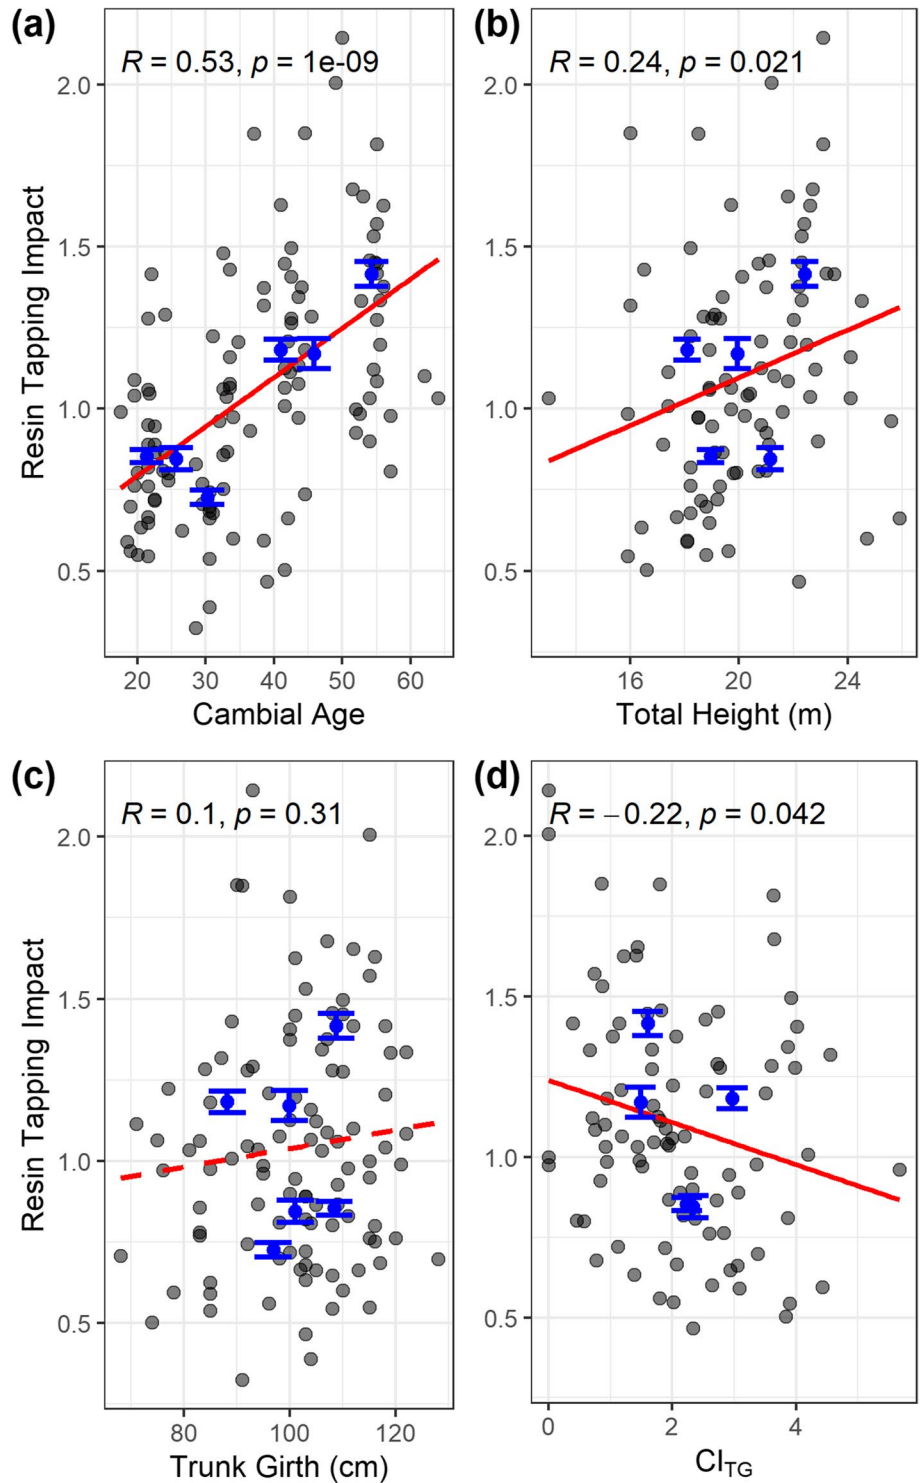 (a)
R = 0.53, p = 1e-09
2.0
1.5
1.0
0.5
Resin Tapping Impact
20 30 40 50 60
Cambial Age
(b)
R = 0.24, p = 0.021
2.0
1.5
1.0
0.5
16 20 24
Total Height (m)
(c)
R = 0.1, p = 0.31
2.0
1.5
1.0
0.5
Resin Tapping Impact
80 100 120
Trunk Girth (cm)
(d)
R = −0.22, p = 0.042
2.0
1.5
1.0
0.5
0 2 4
CI_TG